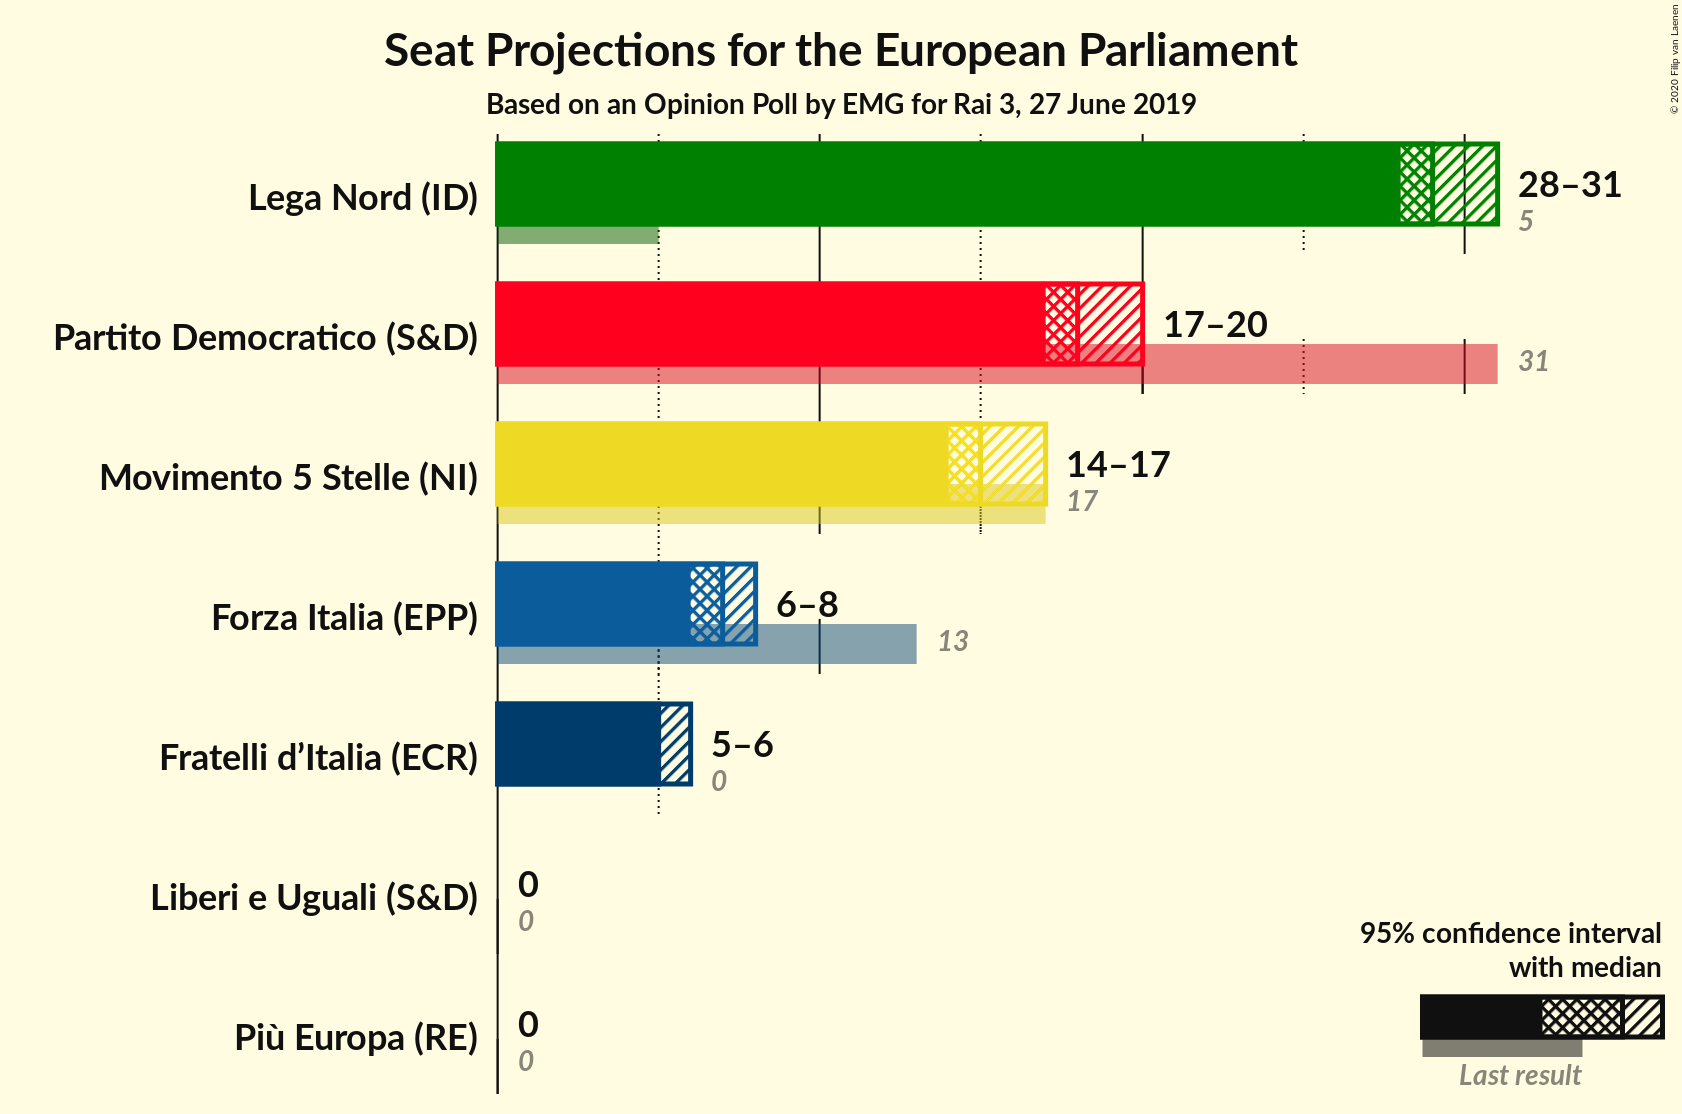 Seat Projections for the European Parliament
Based on an Opinion Poll by EMG for Rai 3, 27 June 2019
© 2020 Filip van Laenen
Lega Nord (ID)
28–31
5
Partito Democratico (S&D)
17–20
31
Movimento 5 Stelle (NI)
14–17
17
Forza Italia (EPP)
6–8
13
Fratelli d’Italia (ECR)
5–6
0
Liberi e Uguali (S&D)
0
0
Più Europa (RE)
0
0
95% confidence interval
with median
Last result